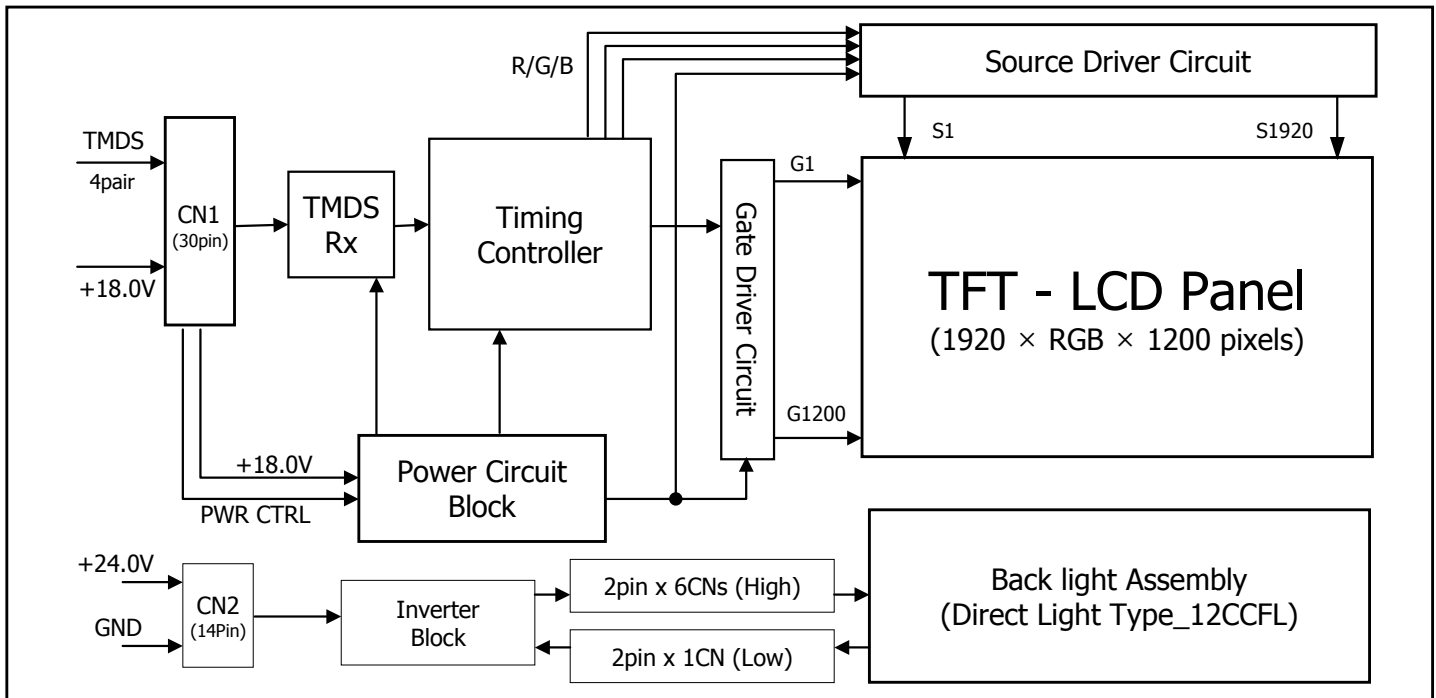 R/G/B
Source Driver Circuit
S1
S1920
TMDS
4pair
+18.0V
CN1
(30pin)
TMDS
Rx
Timing
Controller
Gate Driver Circuit
G1
G1200
TFT - LCD Panel
(1920 × RGB × 1200 pixels)
+18.0V
PWR CTRL
Power Circuit
Block
+24.0V
GND
CN2
(14Pin)
Inverter
Block
2pin x 6CNs (High)
2pin x 1CN (Low)
Back light Assembly
(Direct Light Type_12CCFL)